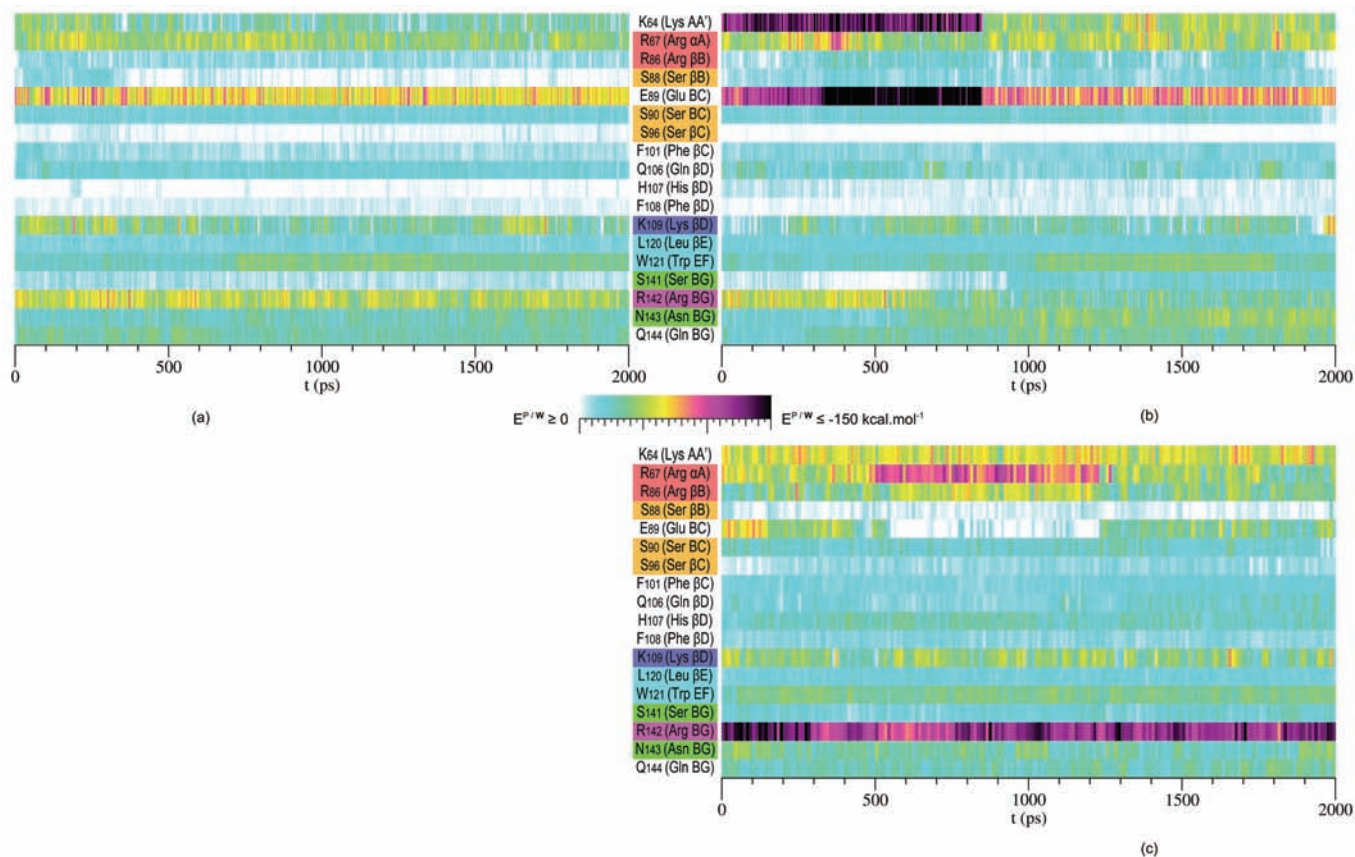 K64 (Lys AA')
R67 (Arg αA)
R86 (Arg βB)
S88 (Ser βB)
E89 (Glu BC)
S90 (Ser BC)
S96 (Ser βC)
F101 (Phe βC)
Q106 (Gln βD)
H107 (His βD)
F108 (Phe βD)
K109 (Lys βD)
L120 (Leu βE)
W121 (Trp EF)
S141 (Ser BG)
R142 (Arg BG)
N143 (Asn BG)
Q144 (Gln BG)
0 500 1000 1500 2000
t (ps)
(a)
0 500 1000 1500 2000
t (ps)
(b)
E^P/W ≥ 0
E^P/W ≤ -150 kcal.mol⁻¹
K64 (Lys AA')
R67 (Arg αA)
R86 (Arg βB)
S88 (Ser βB)
E89 (Glu BC)
S90 (Ser BC)
S96 (Ser βC)
F101 (Phe βC)
Q106 (Gln βD)
H107 (His βD)
F108 (Phe βD)
K109 (Lys βD)
L120 (Leu βE)
W121 (Trp EF)
S141 (Ser BG)
R142 (Arg BG)
N143 (Asn BG)
Q144 (Gln BG)
0 500 1000 1500 2000
t (ps)
(c)